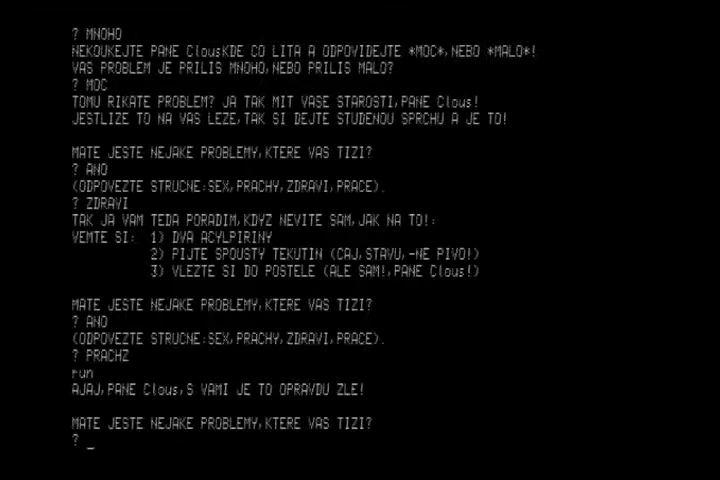 ? MNOHO
NEKOUKEJTE PANE ClousKDE CO LITA A ODPOVIDEJTE *MOC*,NEBO *MALO*!
VAS PROBLEM JE PRILIS MNOHO,NEBO PRILIS MALO?
? MOC
TOMU RIKATE PROBLEM? JA TAK MIT VASE STAROSTI,PANE Clous!
JESTLIZE TO NA VAS LEZE,TAK SI DEJTE STUDENOU SPRCHU A JE TO!
MATE JESTE NEJAKE PROBLEMY,KTERE VAS TIZI?
? ANO
(ODPOVEZTE STRUCNE:SEX,PRACHY,ZDRAVI,PRACE).
? ZDRAVI
TAK JA VAM TEDA PORADIM,KDYZ NEVITE SAM,JAK NA TO!:
VEMTE SI: 1) DVA ACYLPIRINY
2) PIJTE SPOUSTY TEKUTIN (CAJ,STAVU,-NE PIVO!)
3) VLEZTE SI DO POSTELE (ALE SAM!,PANE Clous!)
MATE JESTE NEJAKE PROBLEMY,KTERE VAS TIZI?
? ANO
(ODPOVEZTE STRUCNE:SEX,PRACHY,ZDRAVI,PRACE).
? PRACHZ
run
AJAJ,PANE Clous,S VAMI JE TO OPRAVDU ZLE!
MATE JESTE NEJAKE PROBLEMY,KTERE VAS TIZI?
? _